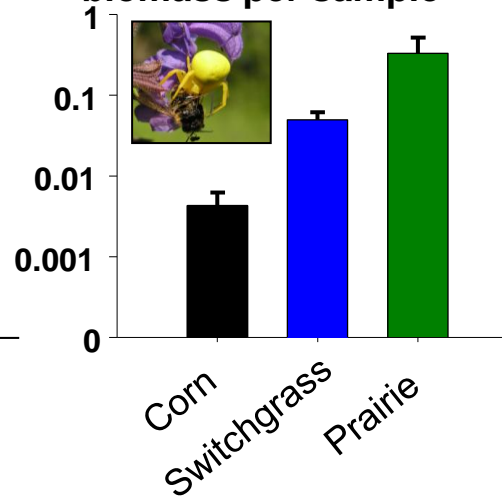 biomass per sample
1
0.1
0.01
0.001
0
Corn
Switchgrass
Prairie